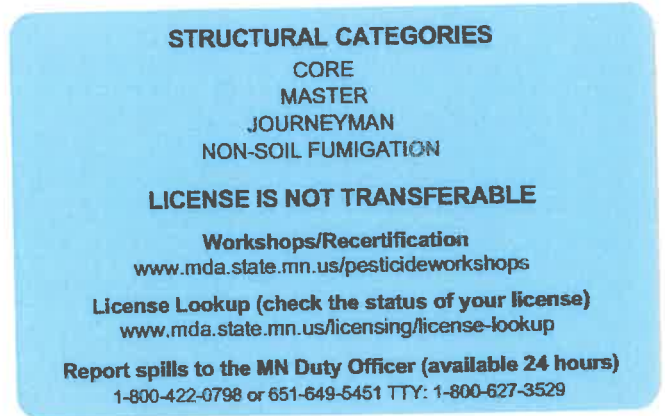 STRUCTURAL CATEGORIES
CORE
MASTER
JOURNEYMAN
NON-SOIL FUMIGATION
LICENSE IS NOT TRANSFERABLE
Workshops/Recertification
www.mda.state.mn.us/pesticideworkshops
License Lookup (check the status of your license)
www.mda.state.mn.us/licensing/license-lookup
Report spills to the MN Duty Officer (available 24 hours)
1-800-422-0798 or 651-649-5451 TTY: 1-800-627-3529